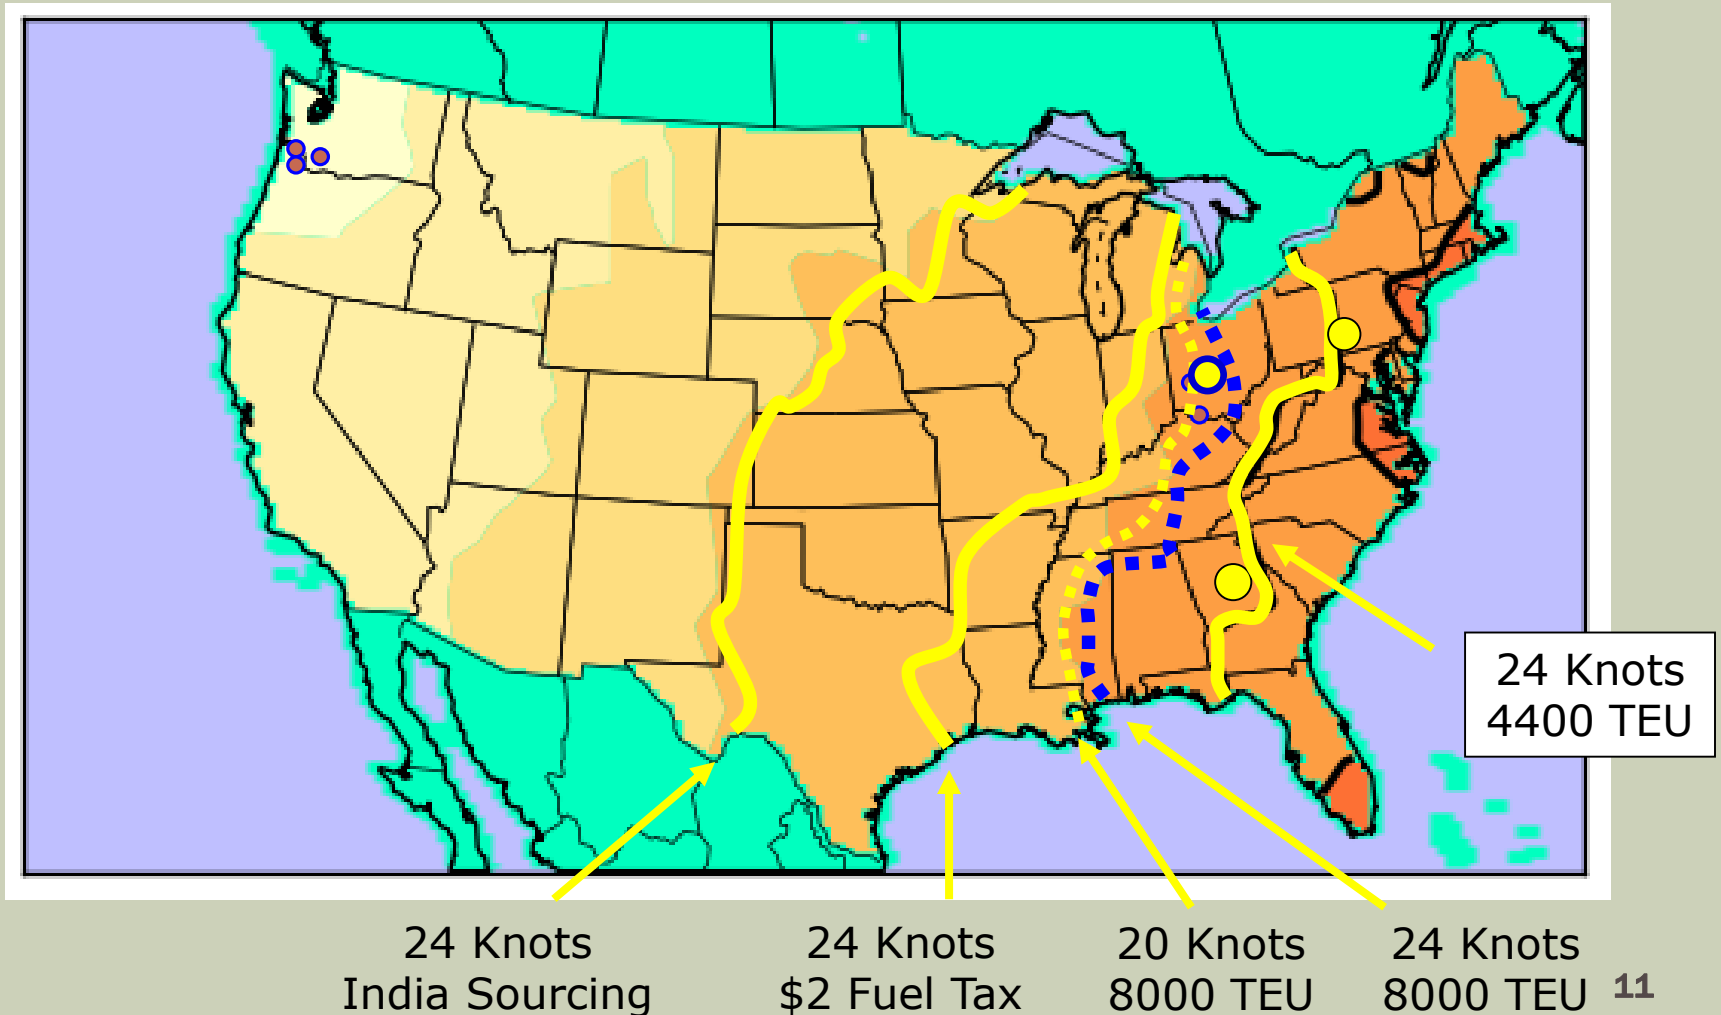 24 Knots
4400 TEU
24 Knots
India Sourcing
24 Knots
$2 Fuel Tax
20 Knots
8000 TEU
24 Knots
8000 TEU
11